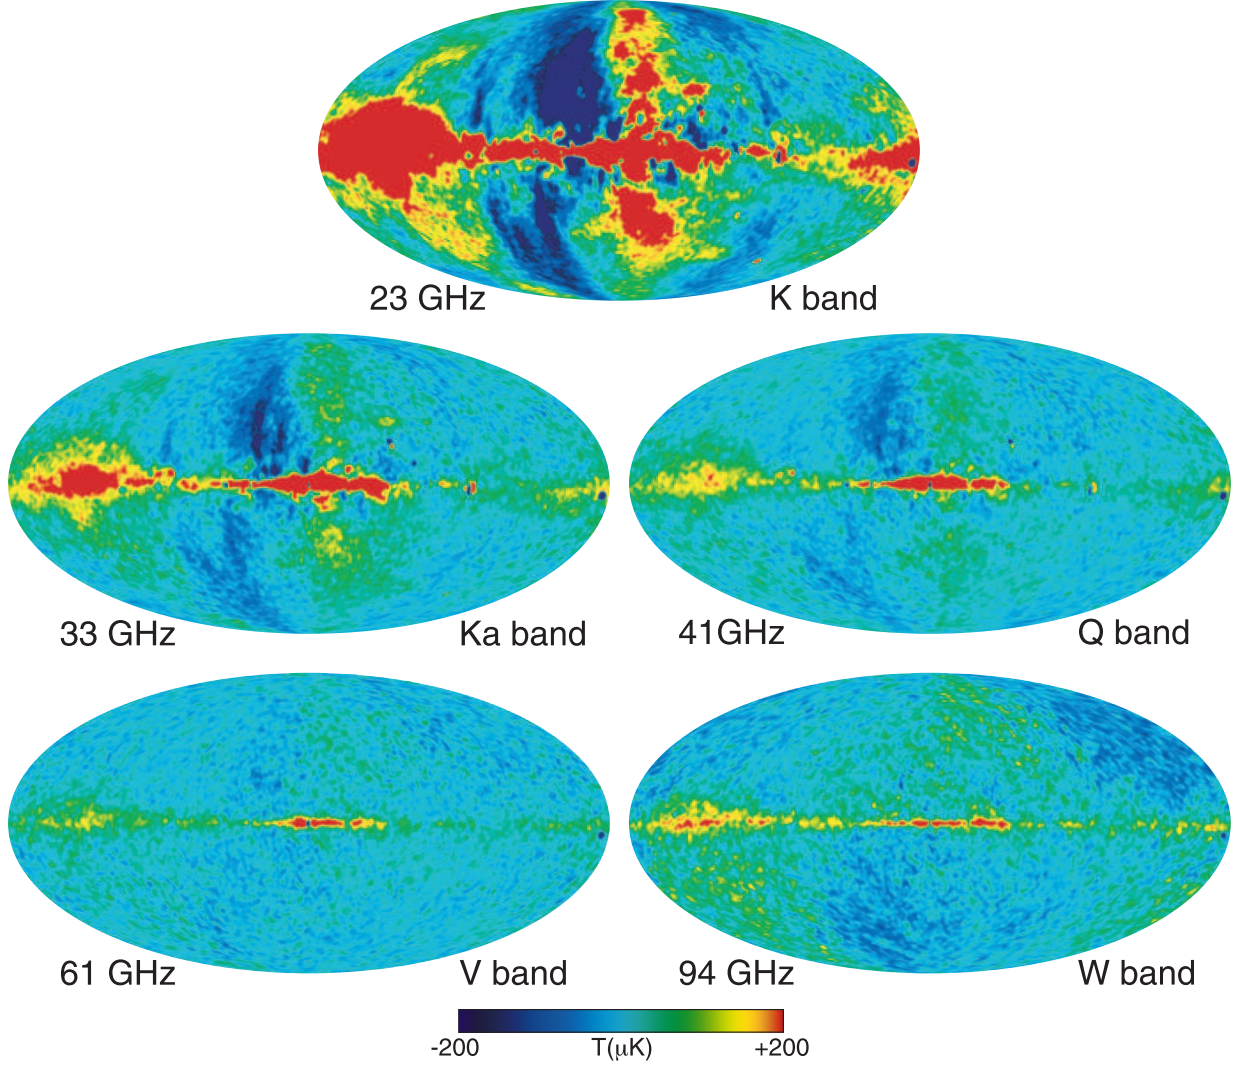 23 GHz K band
33 GHz Ka band
41GHz Q band
61 GHz V band
94 GHz W band
-200 T(μK) +200